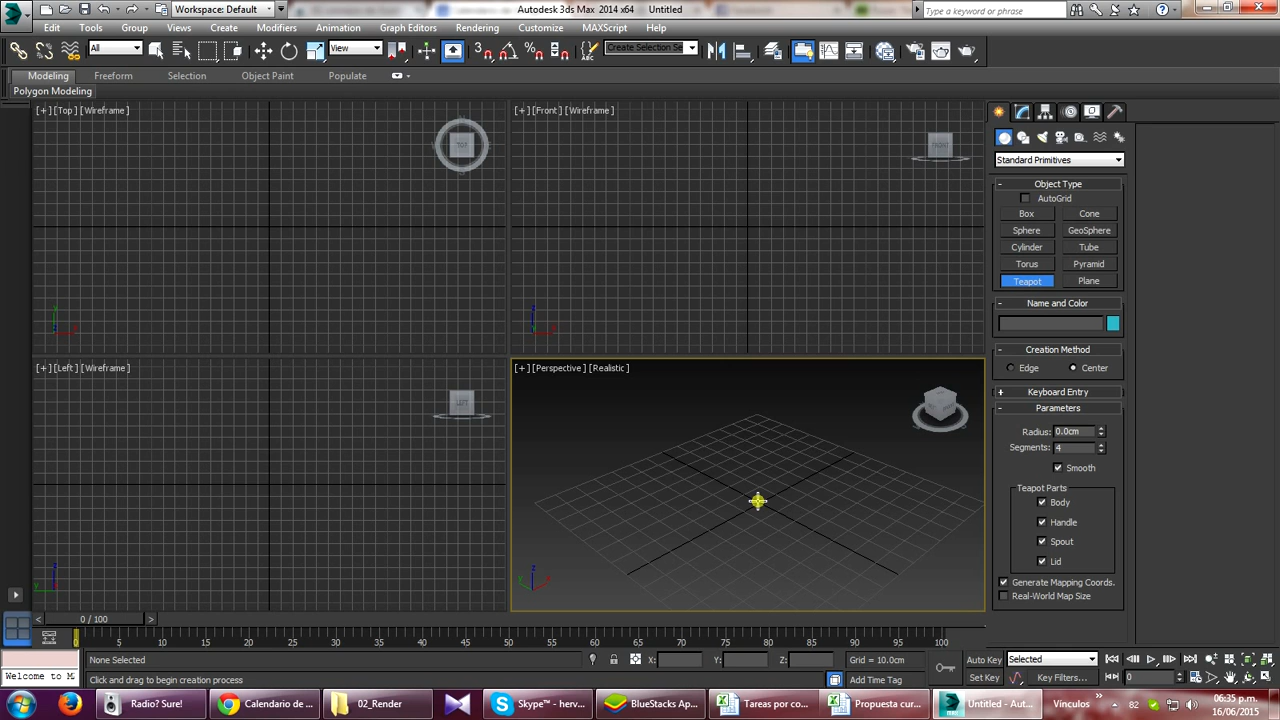 Workspace: Default
Autodesk 3ds Max 2014 x64 Untitled
Type a keyword or phrase
Edit Tools Group Views Create Modifiers Animation Graph Editors Rendering Customize MAXScript Help
All
View
Create Selection Se
Modeling Freeform Selection Object Paint Populate
Polygon Modeling
[+] [Top] [Wireframe]
[+] [Front] [Wireframe]
TOP
FRONT
Standard Primitives
- Object Type
AutoGrid
Box Cone
Sphere GeoSphere
Cylinder Tube
Torus Pyramid
Teapot Plane
- Name and Color
- Creation Method
Edge Center
+ Keyboard Entry
- Parameters
Radius: 0.0cm
Segments: 4
Smooth
Teapot Parts
Body
Handle
Spout
Lid
Generate Mapping Coords.
Real-World Map Size
[+] [Left] [Wireframe]
[+] [Perspective] [Realistic]
LEFT
< 0 / 100 >
0 5 10 15 20 25 30 35 40 45 50 55 60 65 70 75 80 85 90 95 100
None Selected
X: Y: Z:
Grid = 10.0cm
Auto Key
Selected
Welcome to M
Click and drag to begin creation process
Add Time Tag
Set Key
Key Filters...
0
Radio? Sure!
Calendario de ...
02_Render
Skype™ - herv...
BlueStacks Ap...
Tareas por co...
Propuesta cur...
Untitled - Aut...
Vinculos
82
06:35 p.m.
16/06/2015